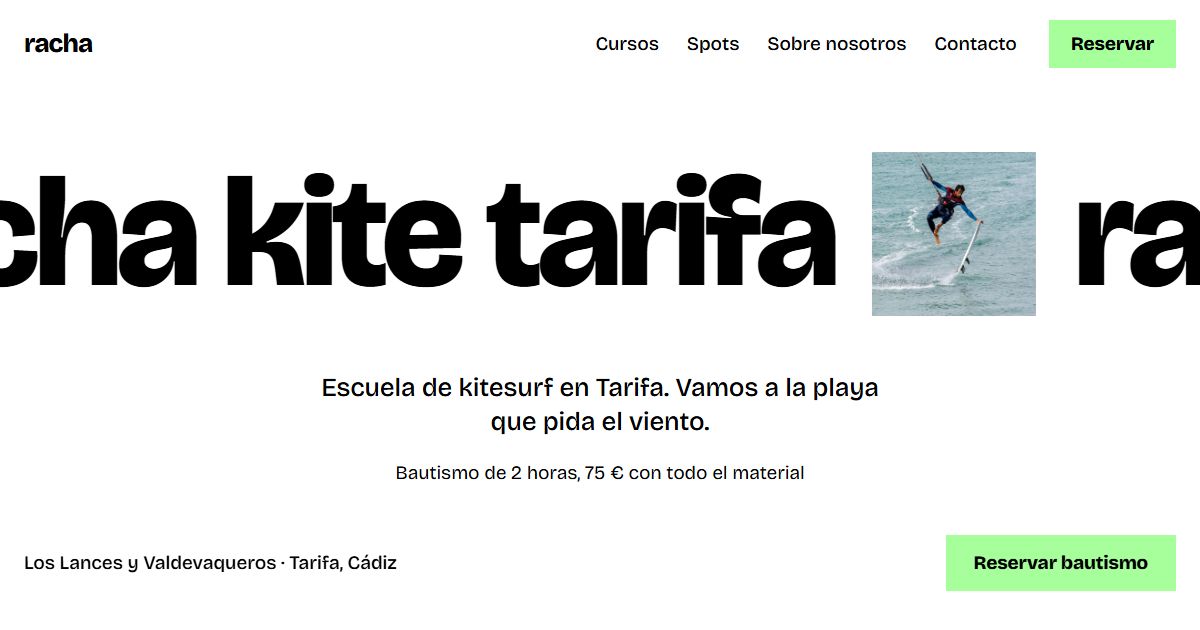 racha
Cursos Spots Sobre nosotros Contacto Reservar
cha kite tarifa ra
Escuela de kitesurf en Tarifa. Vamos a la playa
que pida el viento.
Bautismo de 2 horas, 75 € con todo el material
Los Lances y Valdevaqueros · Tarifa, Cádiz
Reservar bautismo